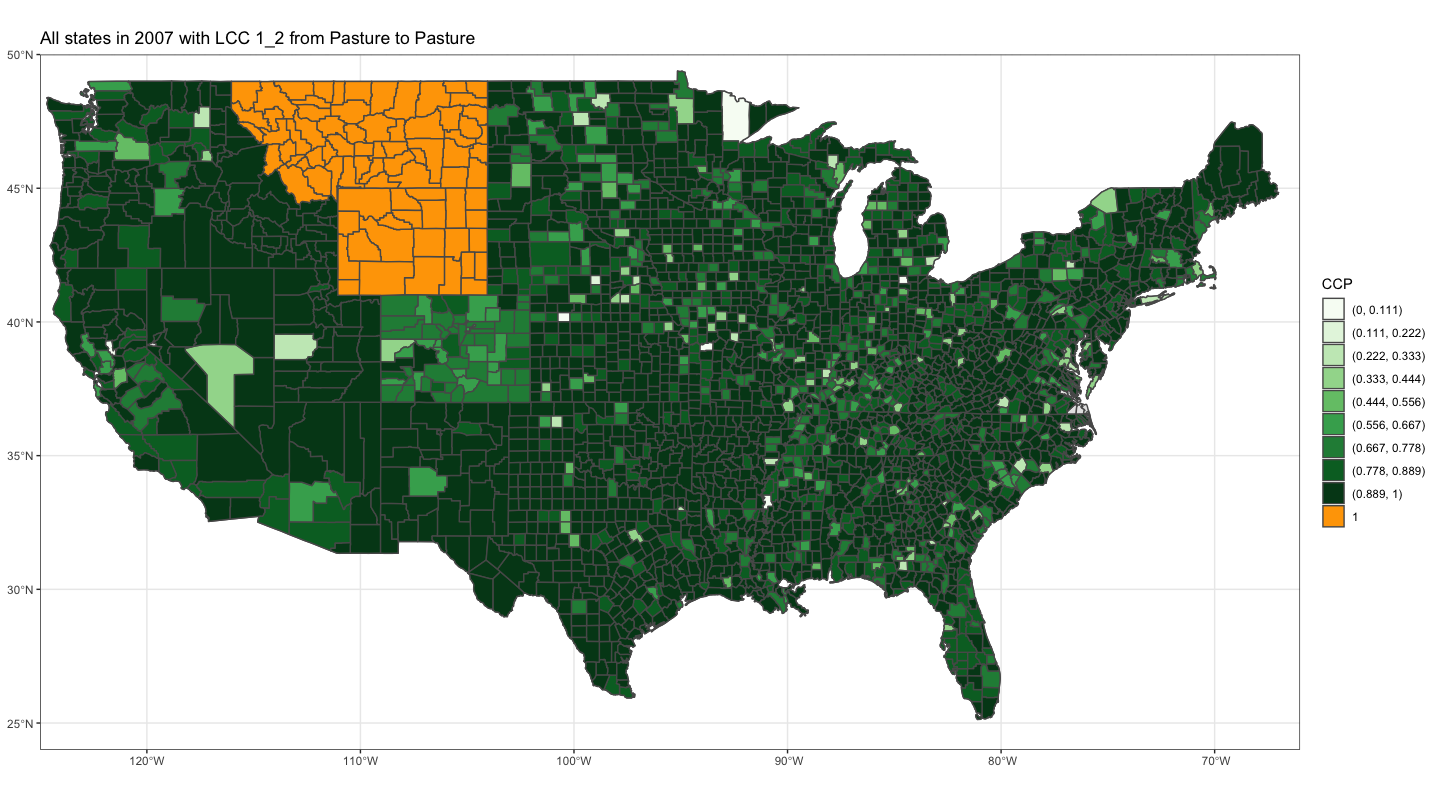 All states in 2007 with LCC 1_2 from Pasture to Pasture
50°N
45°N
40°N
35°N
30°N
25°N
120°W
110°W
100°W
90°W
80°W
70°W
CCP
(0, 0.111)
(0.111, 0.222)
(0.222, 0.333)
(0.333, 0.444)
(0.444, 0.556)
(0.556, 0.667)
(0.667, 0.778)
(0.778, 0.889)
(0.889, 1)
1